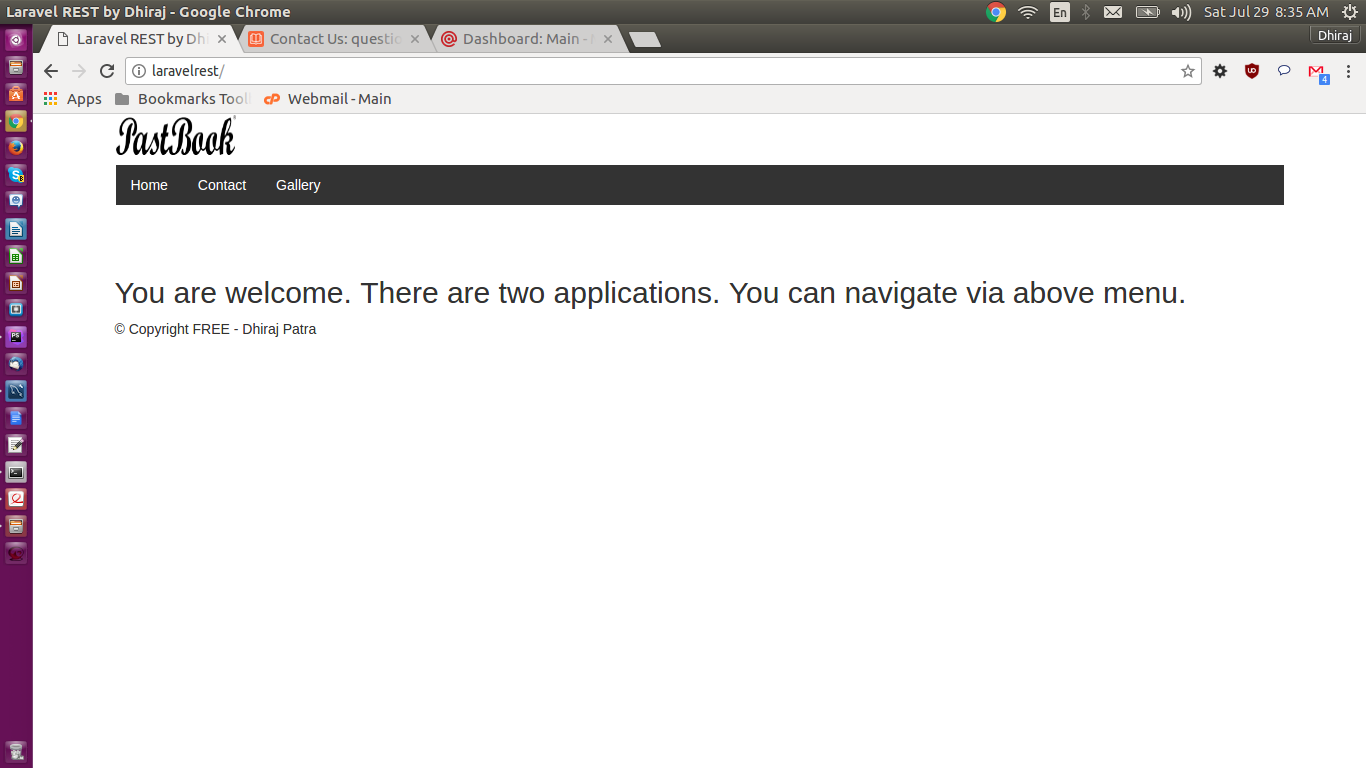 Laravel REST by Dhiraj - Google Chrome
En
Sat Jul 29 8:35 AM
Laravel REST by Dhi
Contact Us: questio
Dashboard: Main -
Dhiraj
laravelrest/
4
Apps
Bookmarks Tool
Webmail - Main
PastBook
Home
Contact
Gallery
You are welcome. There are two applications. You can navigate via above menu.
© Copyright FREE - Dhiraj Patra